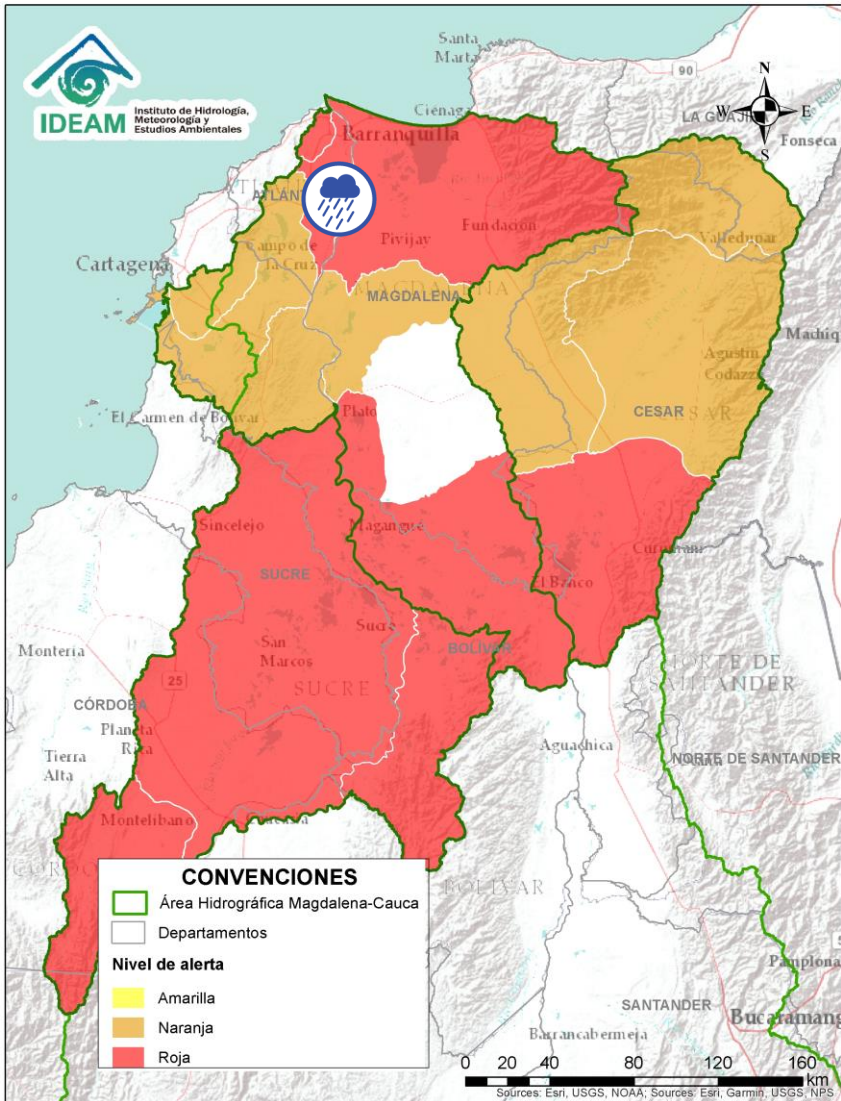 IDEAM
Instituto de Hidrología,
Meteorología y
Estudios Ambientales
Santa
Marta
90
N
W
E
S
LA GUAJI
Ciénaga
Fonseca
Barranquilla
ATLÁNT
Pivijay
Fundación
Valledupar
Cartagena
Campo de
la Cruz
MAGDALENA
Agustín
Codazzi
El Carmen de Bolívar
Plato
CESAR
Sincelejo
Magangue
SUCRE
El Banco
Sucre
San
Marcos
BOLÍVAR
Montería
SUCRE
25
NORTE DE
SANTANDER
CÓRDOBA
Planeta
Rica
Tierra
Alta
Aguachica
NORTE DE SANTANDER
Montelíbano
BOLÍVAR
CONVENCIONES
Área Hidrográfica Magdalena-Cauca
Departamentos
Nivel de alerta
Amarilla
Naranja
Roja
Pamplona
SANTANDER
Bucaramang
Barrancabermeja
0 20 40 80 120 160
km
Sources: Esri, USGS, NOAA; Sources: Esri, Garmin, USGS, NPS